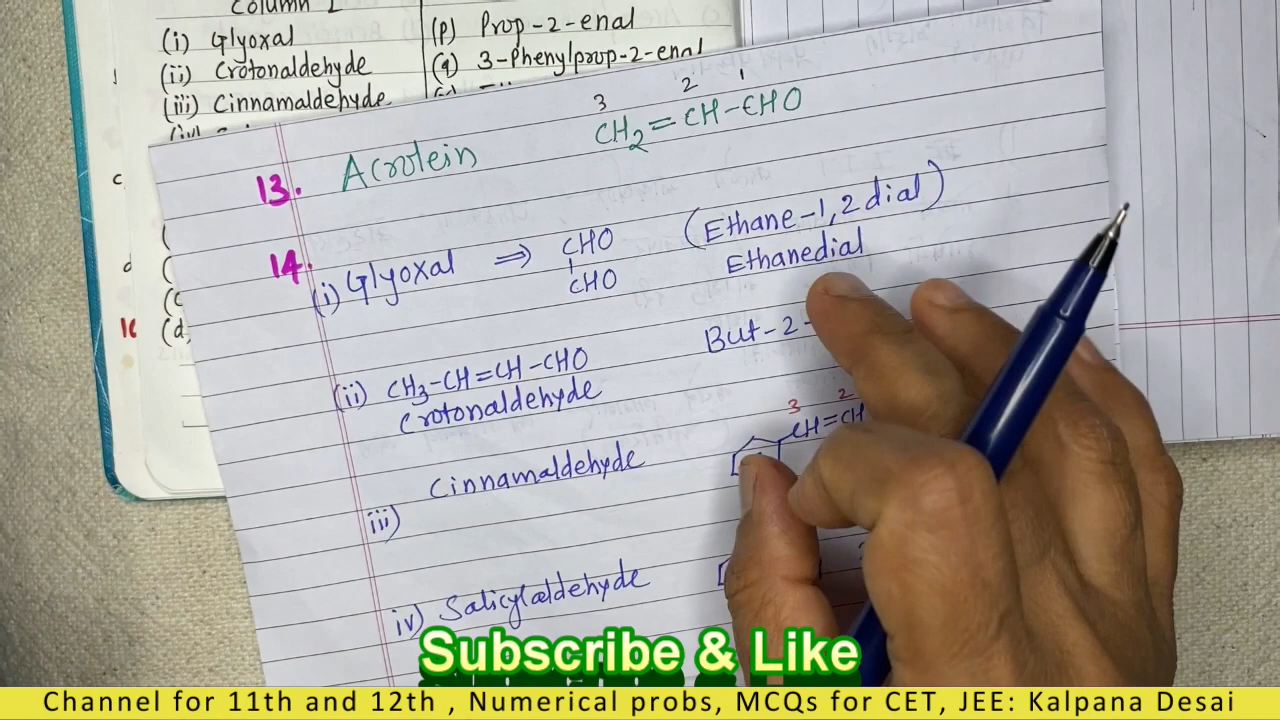 Column I
(i) Glyoxal
(ii) Crotonaldehyde
(iii) Cinnamaldehyde
(p) Prop-2-enal
(q) 3-Phenylprop-2-enal
13. Acrolein
3 2 1
CH2=CH-CHO
14.
(i) Glyoxal ⇒ CHO
CHO
(Ethane-1,2 dial)
Ethanedial
(ii) CH3-CH=CH-CHO
Crotonaldehyde
But-2-
iii) Cinnamaldehyde
3 2
CH=CH
iv) Salicylaldehyde
c
d
(c
16 (d)
Subscribe & Like
Channel for 11th and 12th , Numerical probs, MCQs for CET, JEE: Kalpana Desai